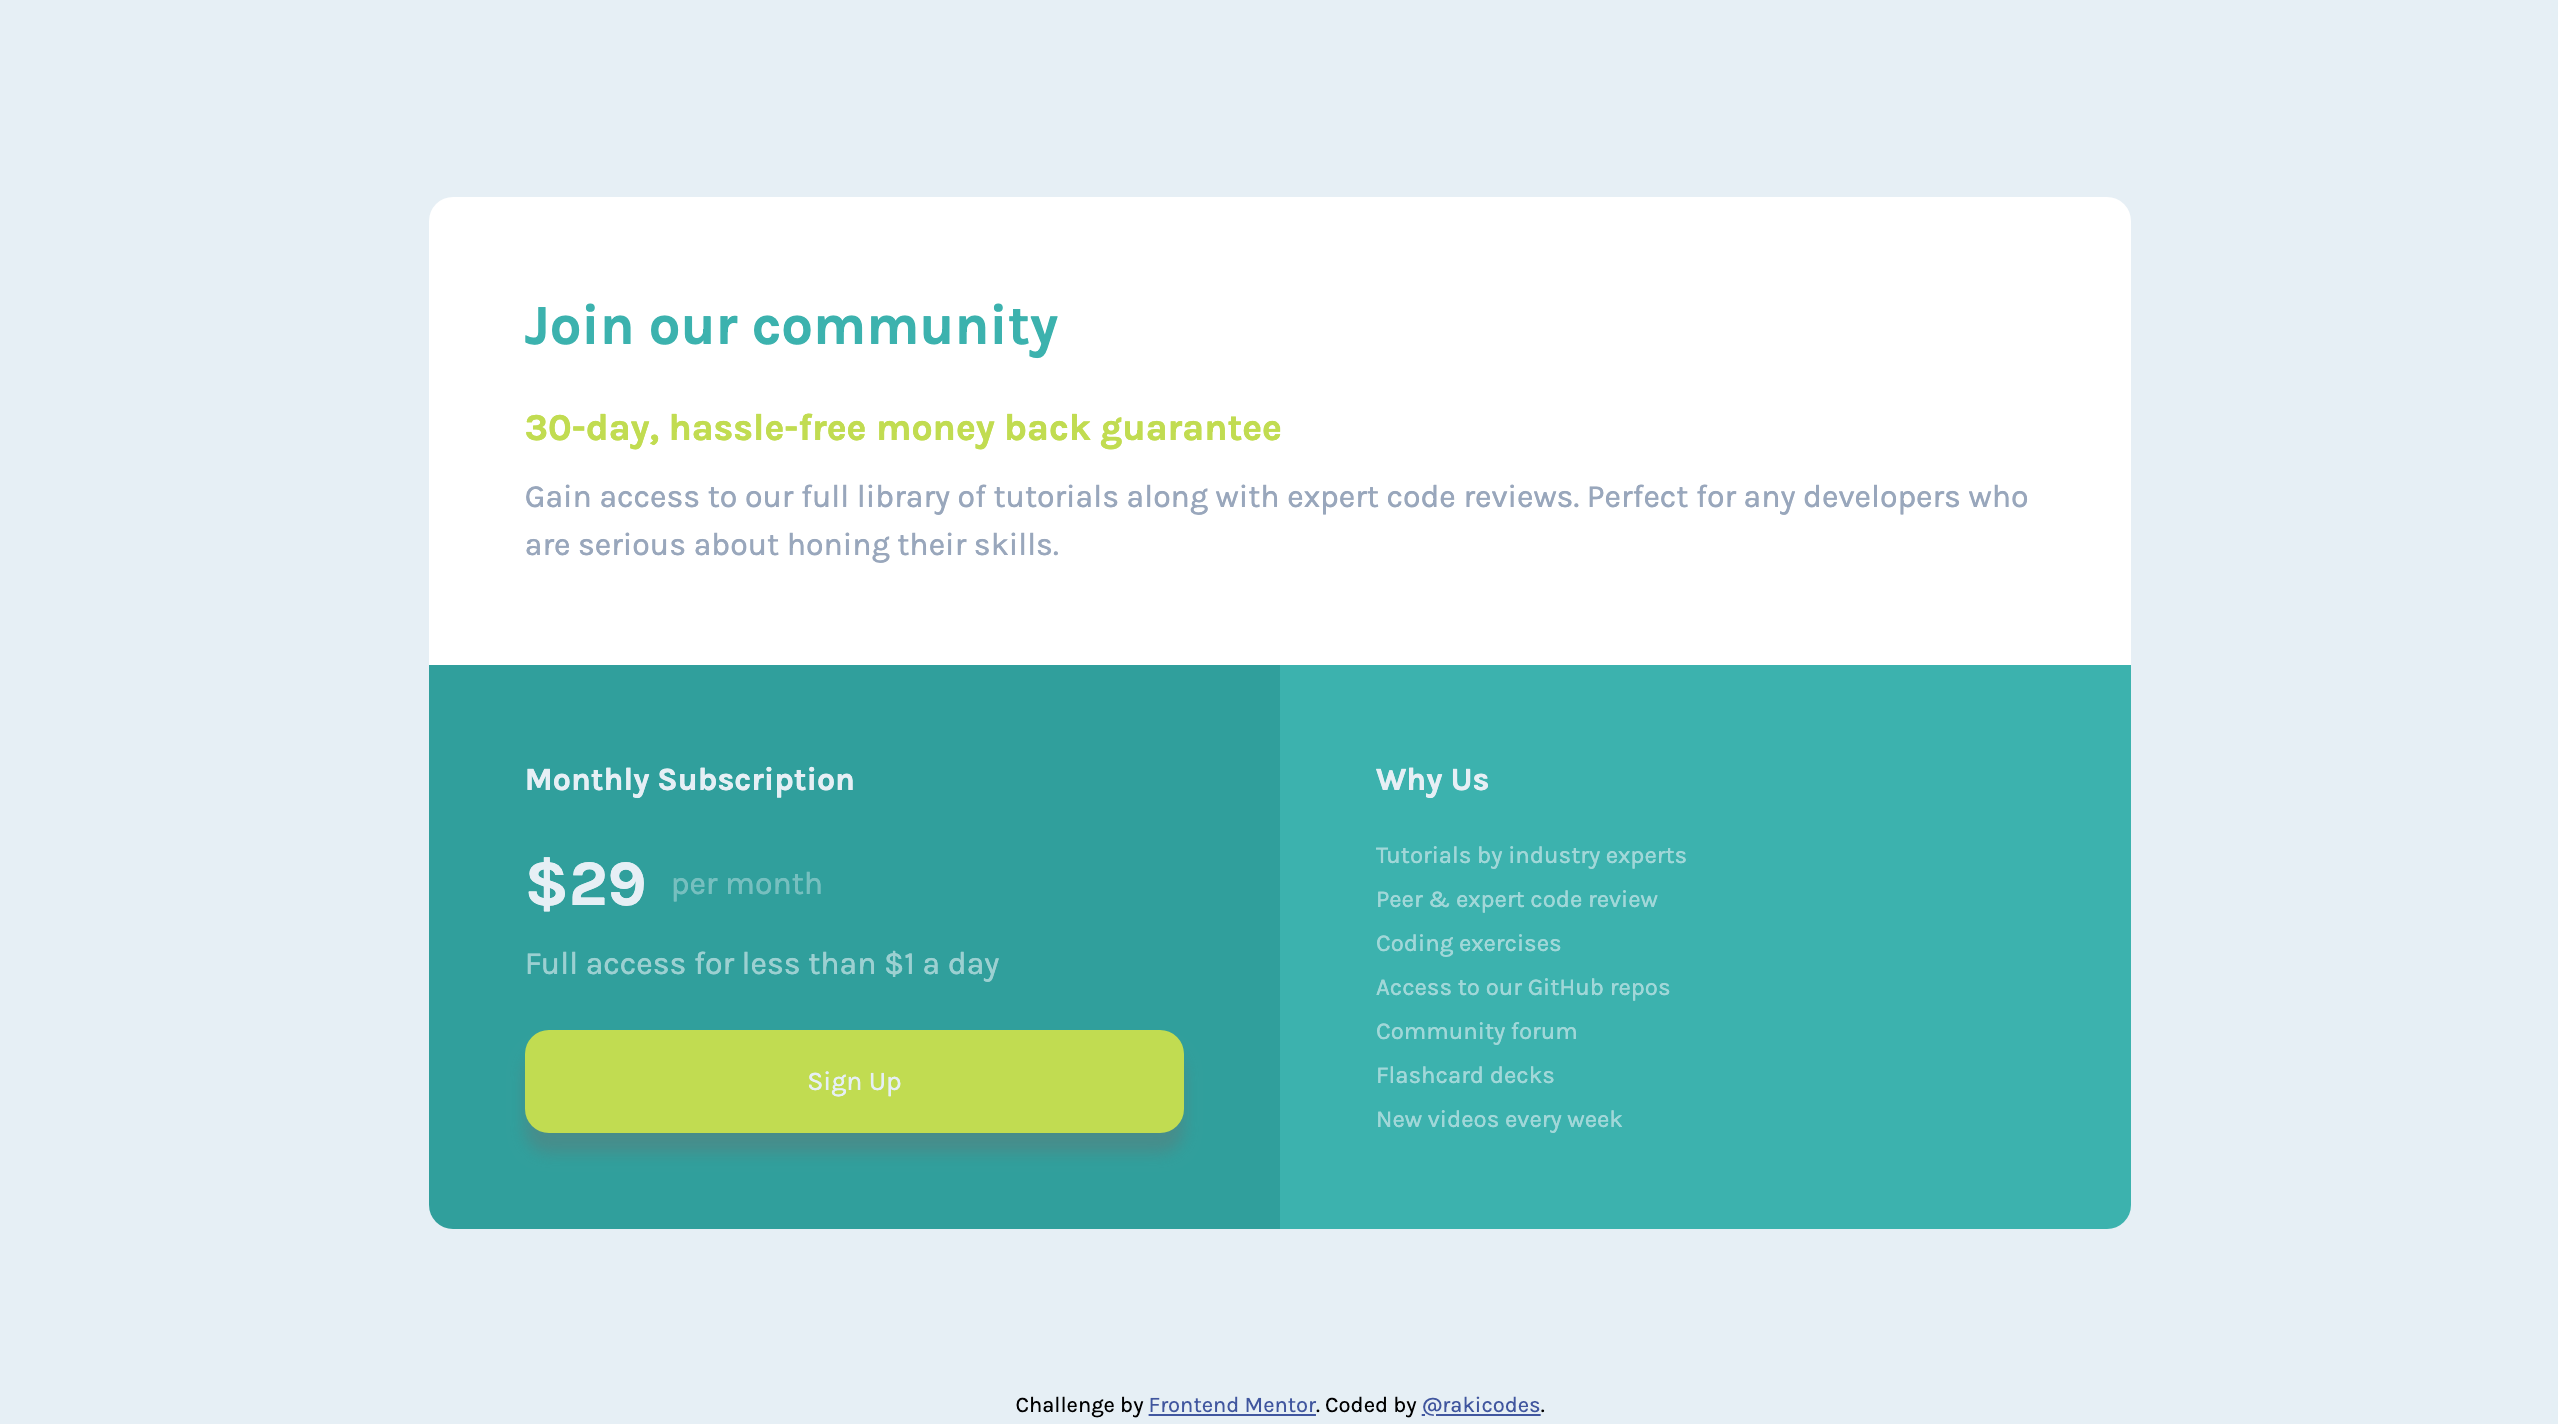 Join our community
30-day, hassle-free money back guarantee
Gain access to our full library of tutorials along with expert code reviews. Perfect for any developers who
are serious about honing their skills.
Monthly Subscription
$29 per month
Full access for less than $1 a day
Sign Up
Why Us
Tutorials by industry experts
Peer & expert code review
Coding exercises
Access to our GitHub repos
Community forum
Flashcard decks
New videos every week
Challenge by Frontend Mentor. Coded by @rakicodes.